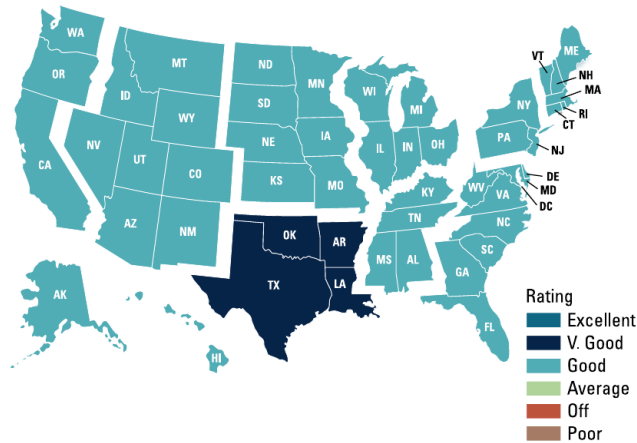 WA
OR
CA
ID
NV
MT
WY
UT
CO
AZ
NM
ND
SD
NE
KS
MN
IA
MO
WI
IL
MI
IN
OH
KY
TN
MS
AL
OK
AR
TX
LA
ME
VT
NH
MA
NY
RI
CT
PA
NJ
DE
MD
DC
WV
VA
NC
SC
GA
FL
AK
HI
Rating
Excellent
V. Good
Good
Average
Off
Poor